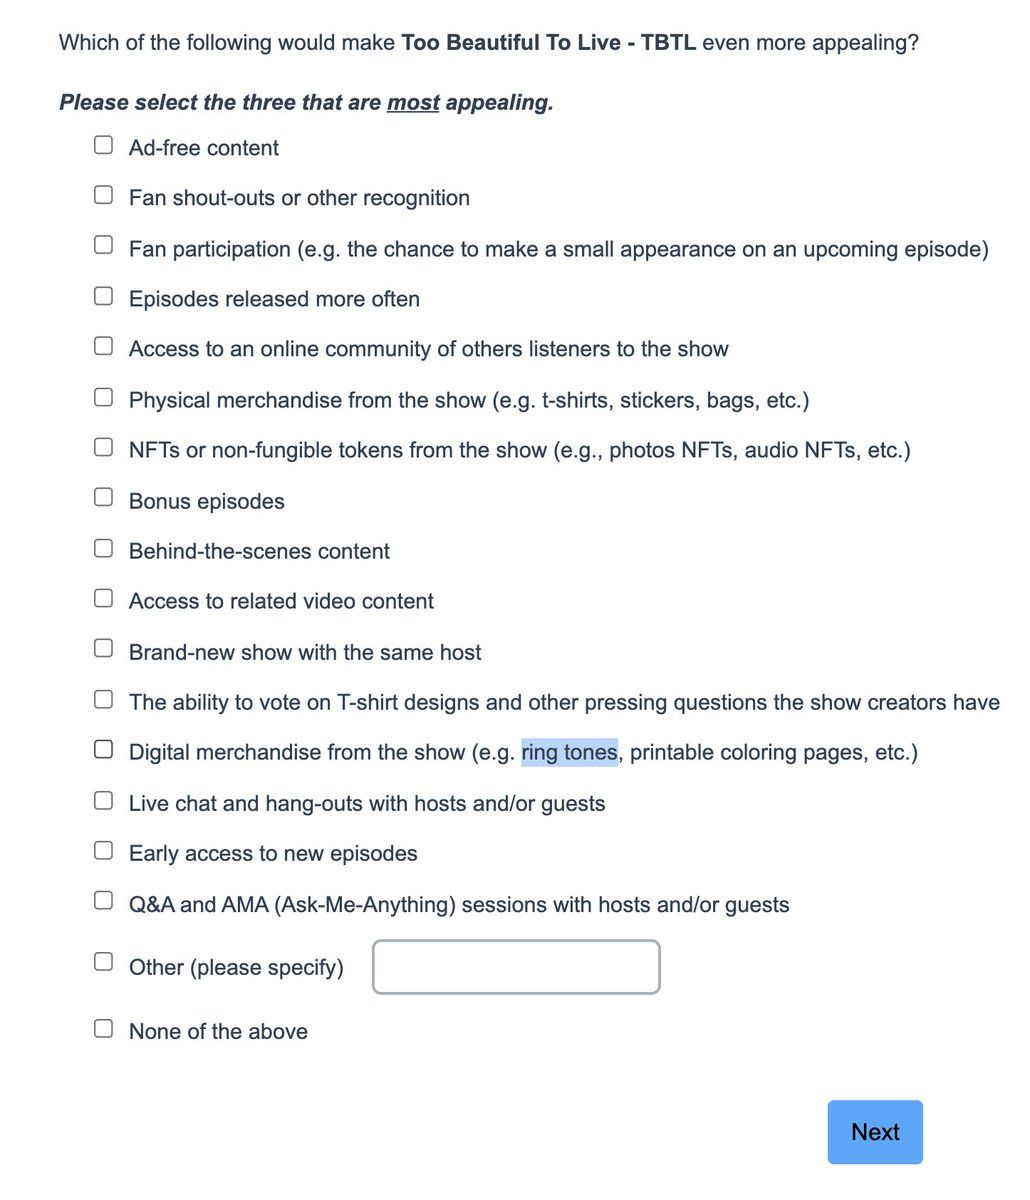 Which of the following would make Too Beautiful To Live - TBTL even more appealing?
Please select the three that are most appealing.
Ad-free content
Fan shout-outs or other recognition
Fan participation (e.g. the chance to make a small appearance on an upcoming episode)
Episodes released more often
Access to an online community of others listeners to the show
Physical merchandise from the show (e.g. t-shirts, stickers, bags, etc.)
NFTs or non-fungible tokens from the show (e.g., photos NFTs, audio NFTs, etc.)
Bonus episodes
Behind-the-scenes content
Access to related video content
Brand-new show with the same host
The ability to vote on T-shirt designs and other pressing questions the show creators have
Digital merchandise from the show (e.g. ring tones, printable coloring pages, etc.)
Live chat and hang-outs with hosts and/or guests
Early access to new episodes
Q&A and AMA (Ask-Me-Anything) sessions with hosts and/or guests
Other (please specify)
None of the above
Next